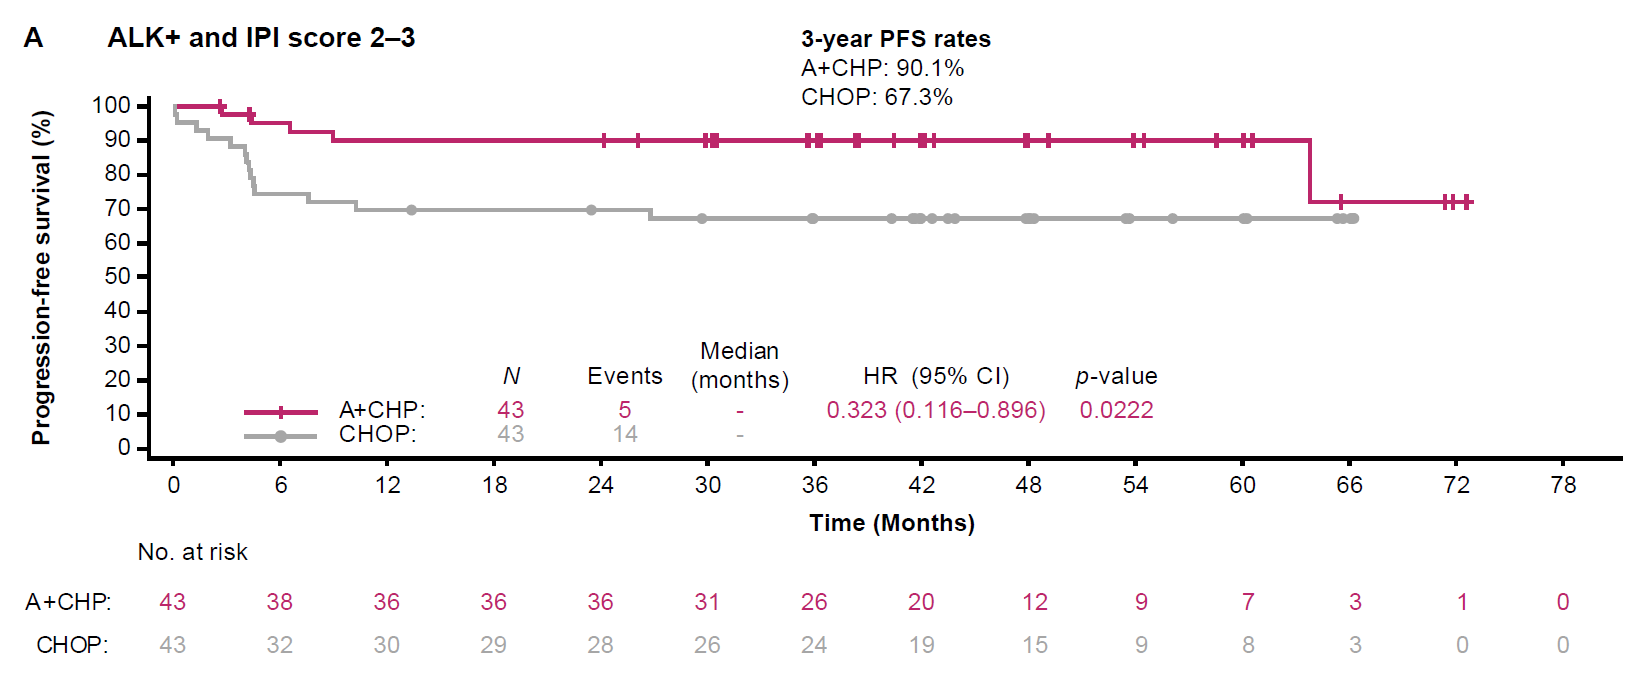 A ALK+ and IPI score 2–3
3-year PFS rates
A+CHP: 90.1%
CHOP: 67.3%
Progression-free survival (%)
100
90
80
70
60
50
40
30
20
10
0
N Events Median (months) HR (95% CI) p-value
A+CHP: 43 5 - 0.323 (0.116–0.896) 0.0222
CHOP: 43 14 -
0 6 12 18 24 30 36 42 48 54 60 66 72 78
Time (Months)
No. at risk
A+CHP: 43 38 36 36 36 31 26 20 12 9 7 3 1 0
CHOP: 43 32 30 29 28 26 24 19 15 9 8 3 0 0